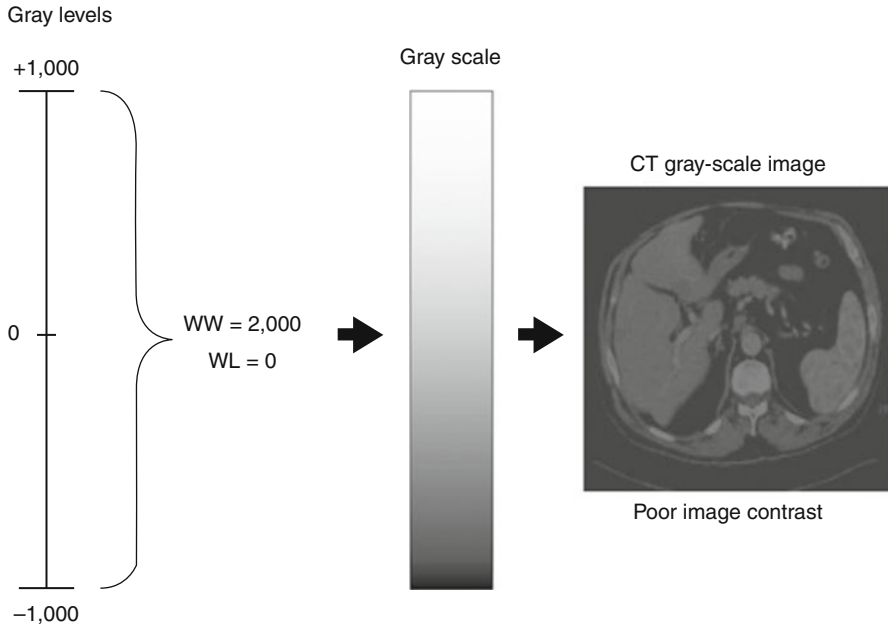 Gray levels
+1,000
0
–1,000
WW = 2,000
WL = 0
Gray scale
CT gray-scale image
Poor image contrast